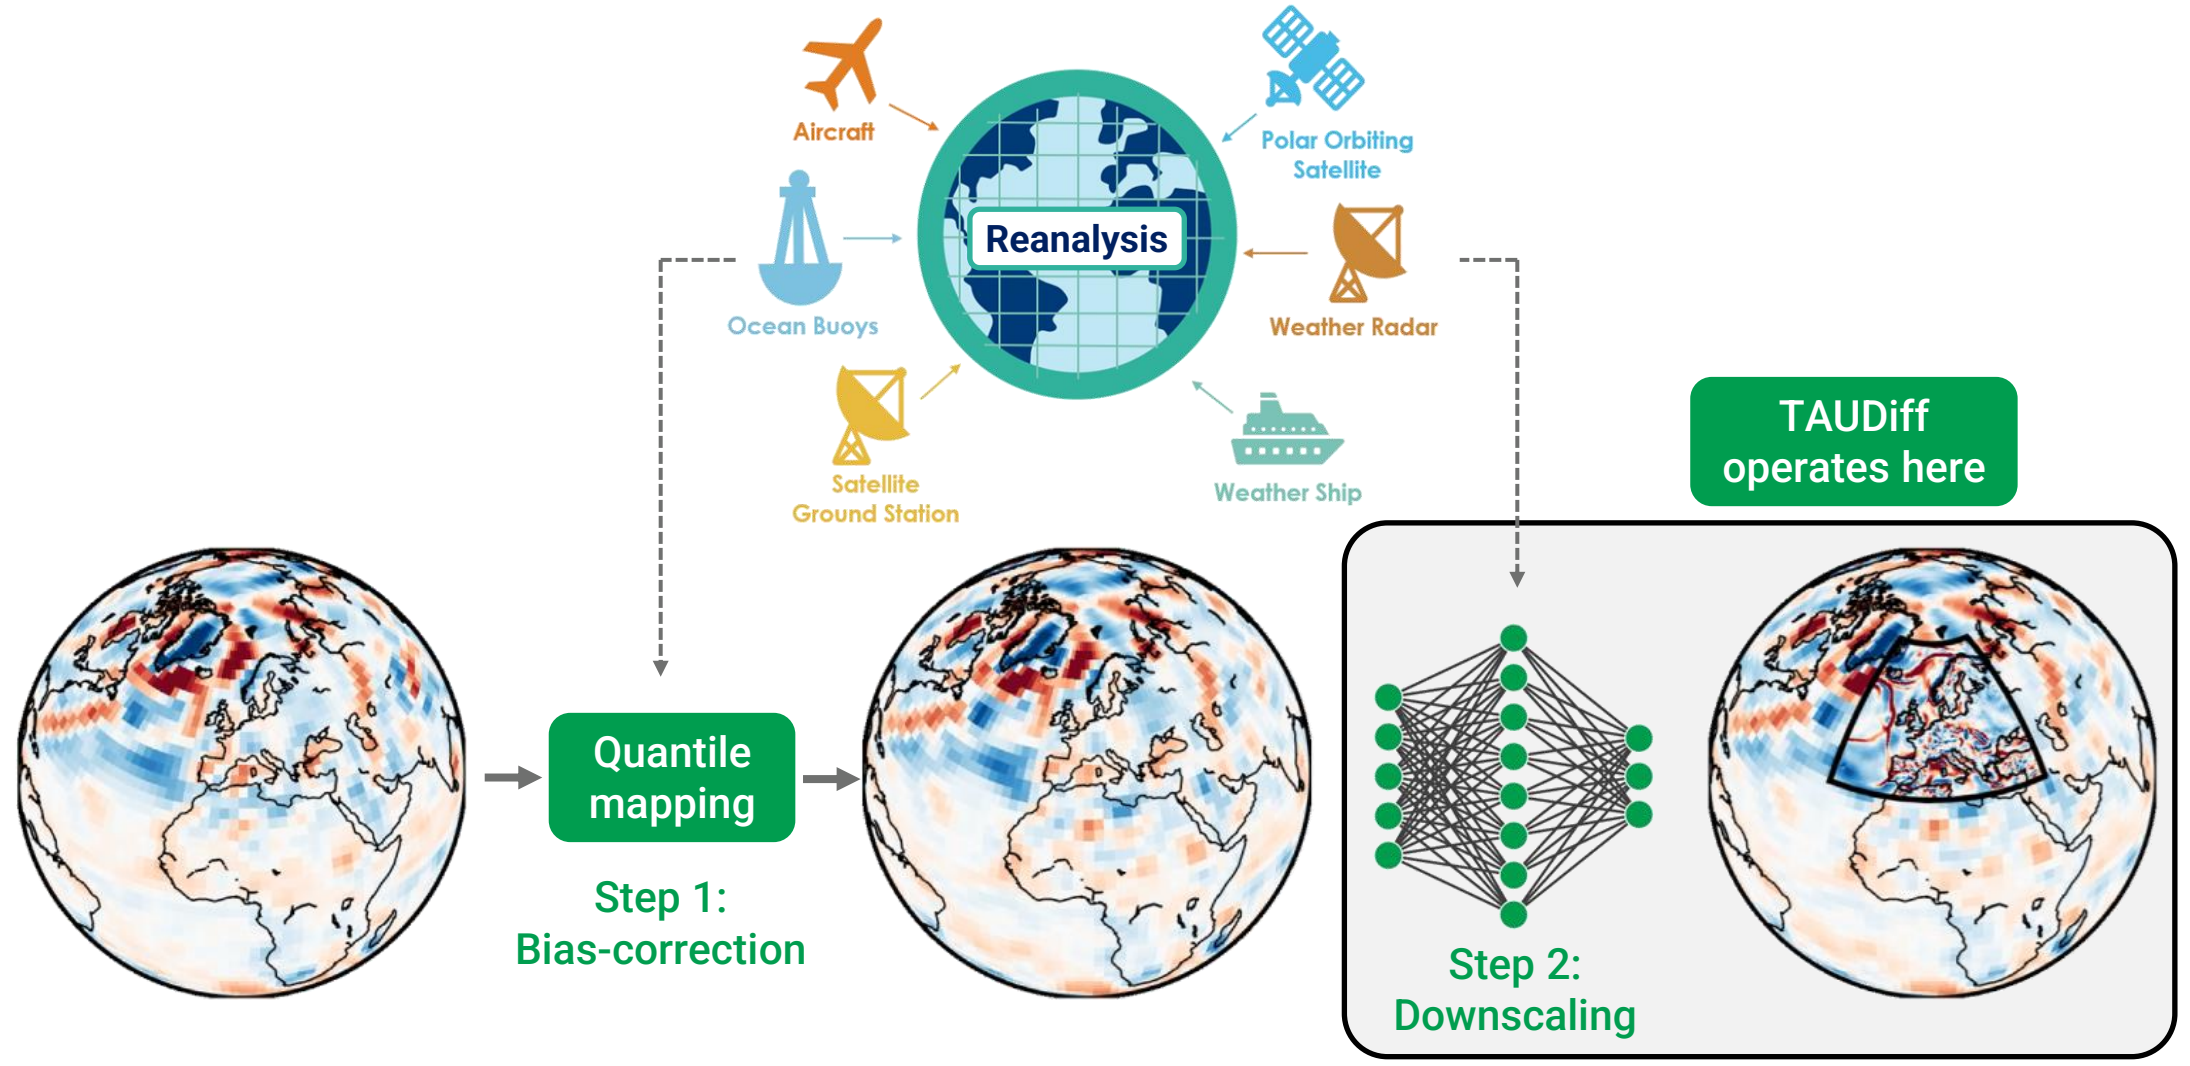 Aircraft
Polar Orbiting
Satellite
Reanalysis
Ocean Buoys
Weather Radar
Satellite
Ground Station
Weather Ship
TAUDiff
operates here
Quantile
mapping
Step 1:
Bias-correction
Step 2:
Downscaling